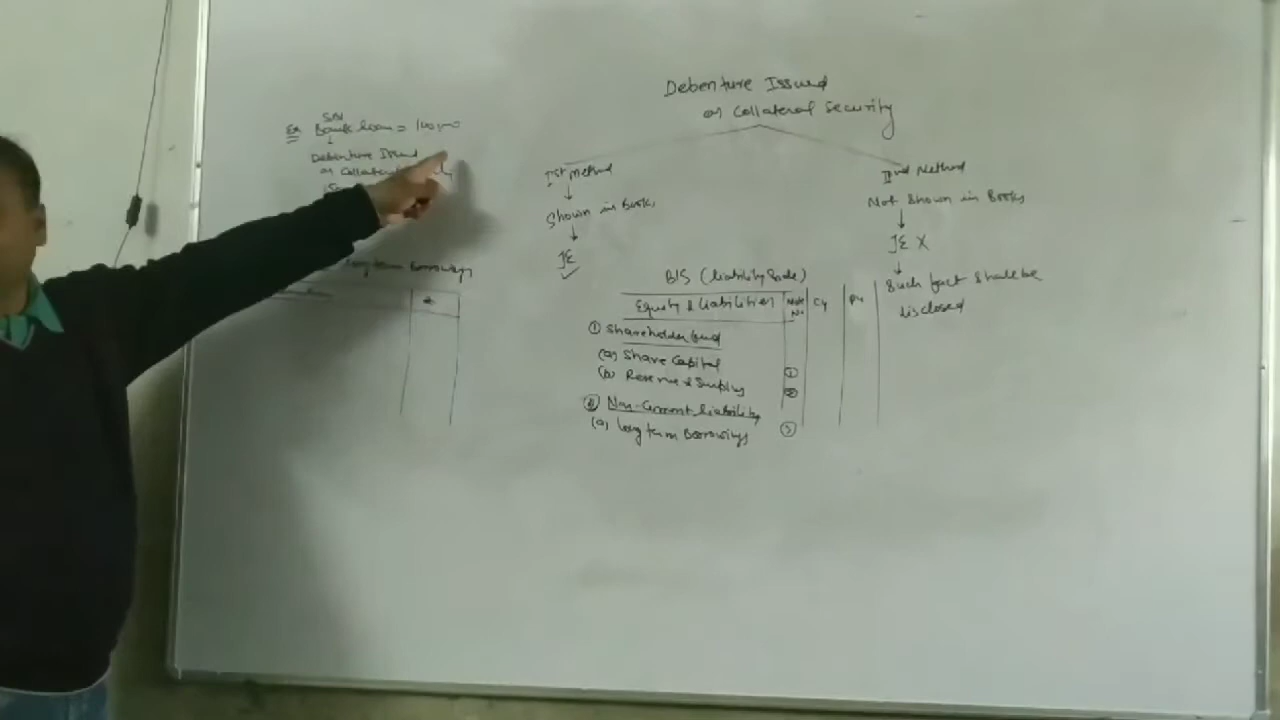 Debenture Issued
as Collateral Security
Ex SBI
Bank loan =
Debenture Issued
as Collateral
Long term Borrowings
Ist Method
Shown in Books
JE ✓
IInd Method
Not Shown in Books
JE X
Such fact shall be
disclosed
B/S (Liability Side)
Equity & Liabilities Note No CY PY
① Shareholder fund
(a) Share Capital ①
(b) Reserve & Surplus ②
② Non-Current Liability
(a) Long term Borrowings ③